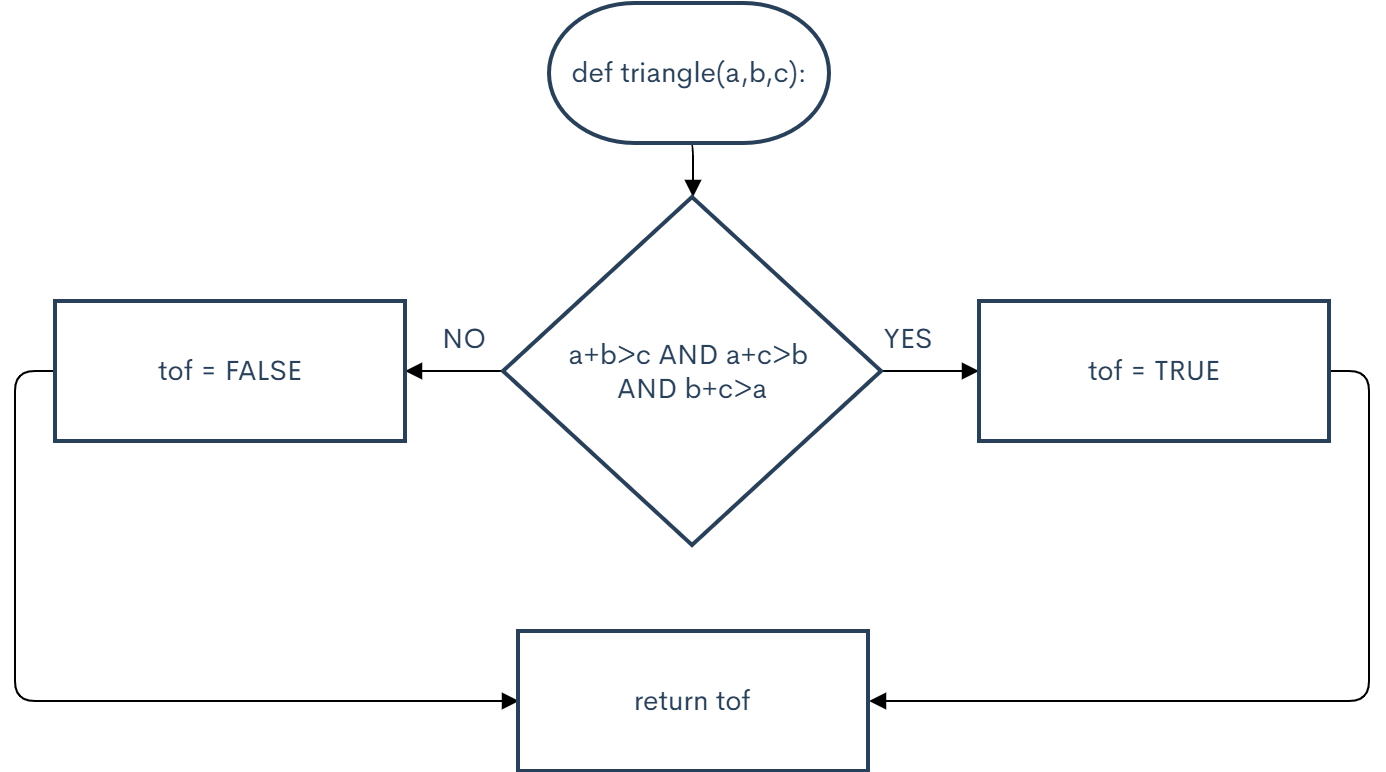 def triangle(a,b,c):
NO
YES
a+b>c AND a+c>b
AND b+c>a
tof = FALSE
tof = TRUE
return tof